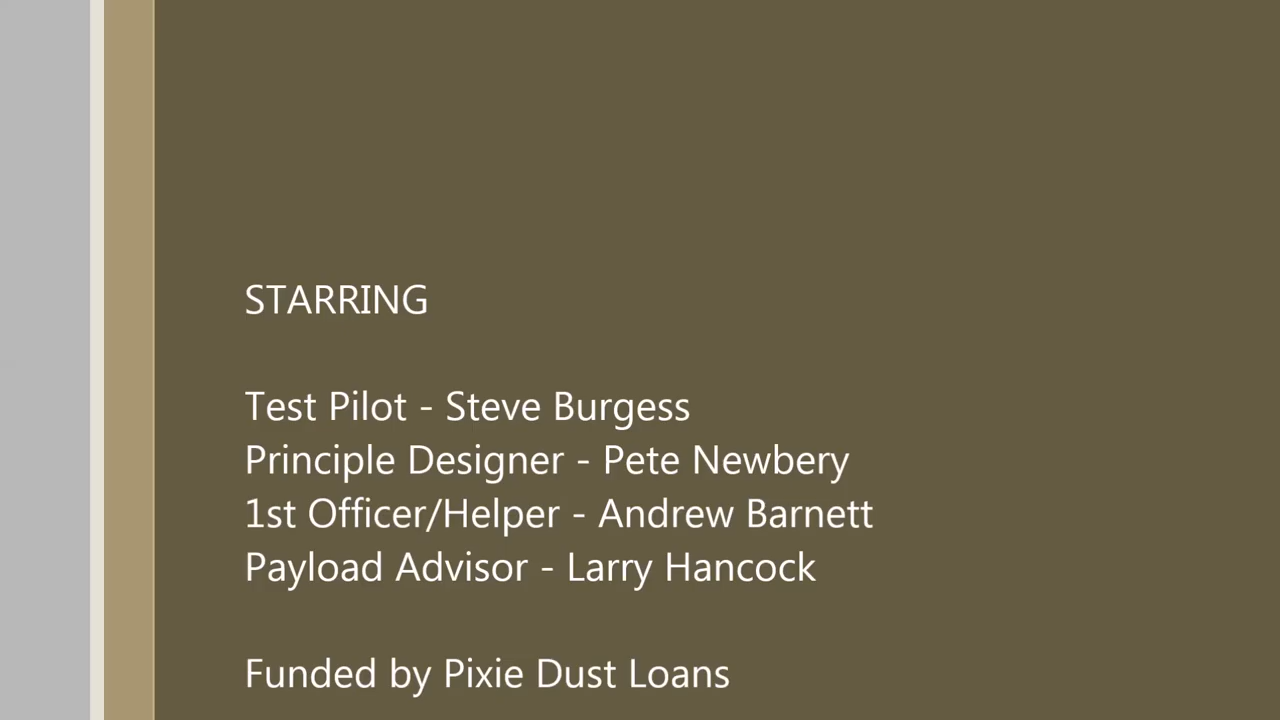 STARRING
Test Pilot - Steve Burgess
Principle Designer - Pete Newbery
1st Officer/Helper - Andrew Barnett
Payload Advisor - Larry Hancock
Funded by Pixie Dust Loans